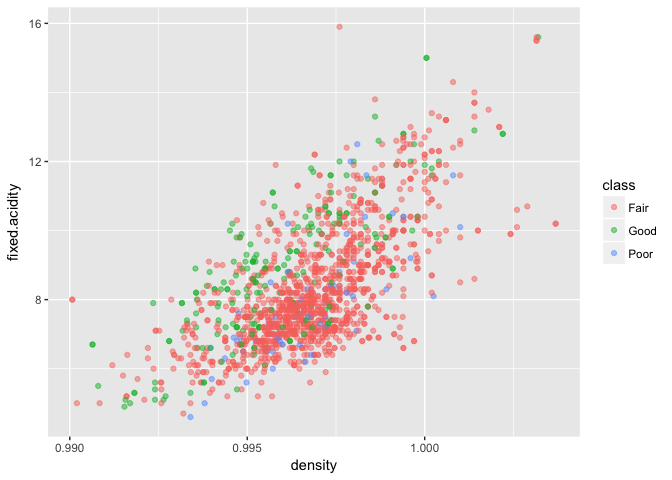 16
12
8
fixed.acidity
0.990
0.995
1.000
density
class
Fair
Good
Poor